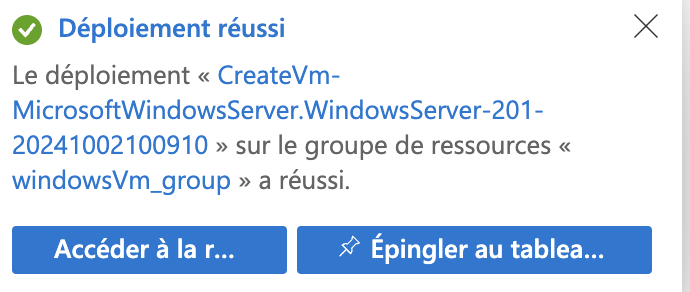 Déploiement réussi
Le déploiement « CreateVm-
MicrosoftWindowsServer.WindowsServer-201-
20241002100910 » sur le groupe de ressources «
windowsVm_group » a réussi.
Accéder à la r...
Épingler au tablea...